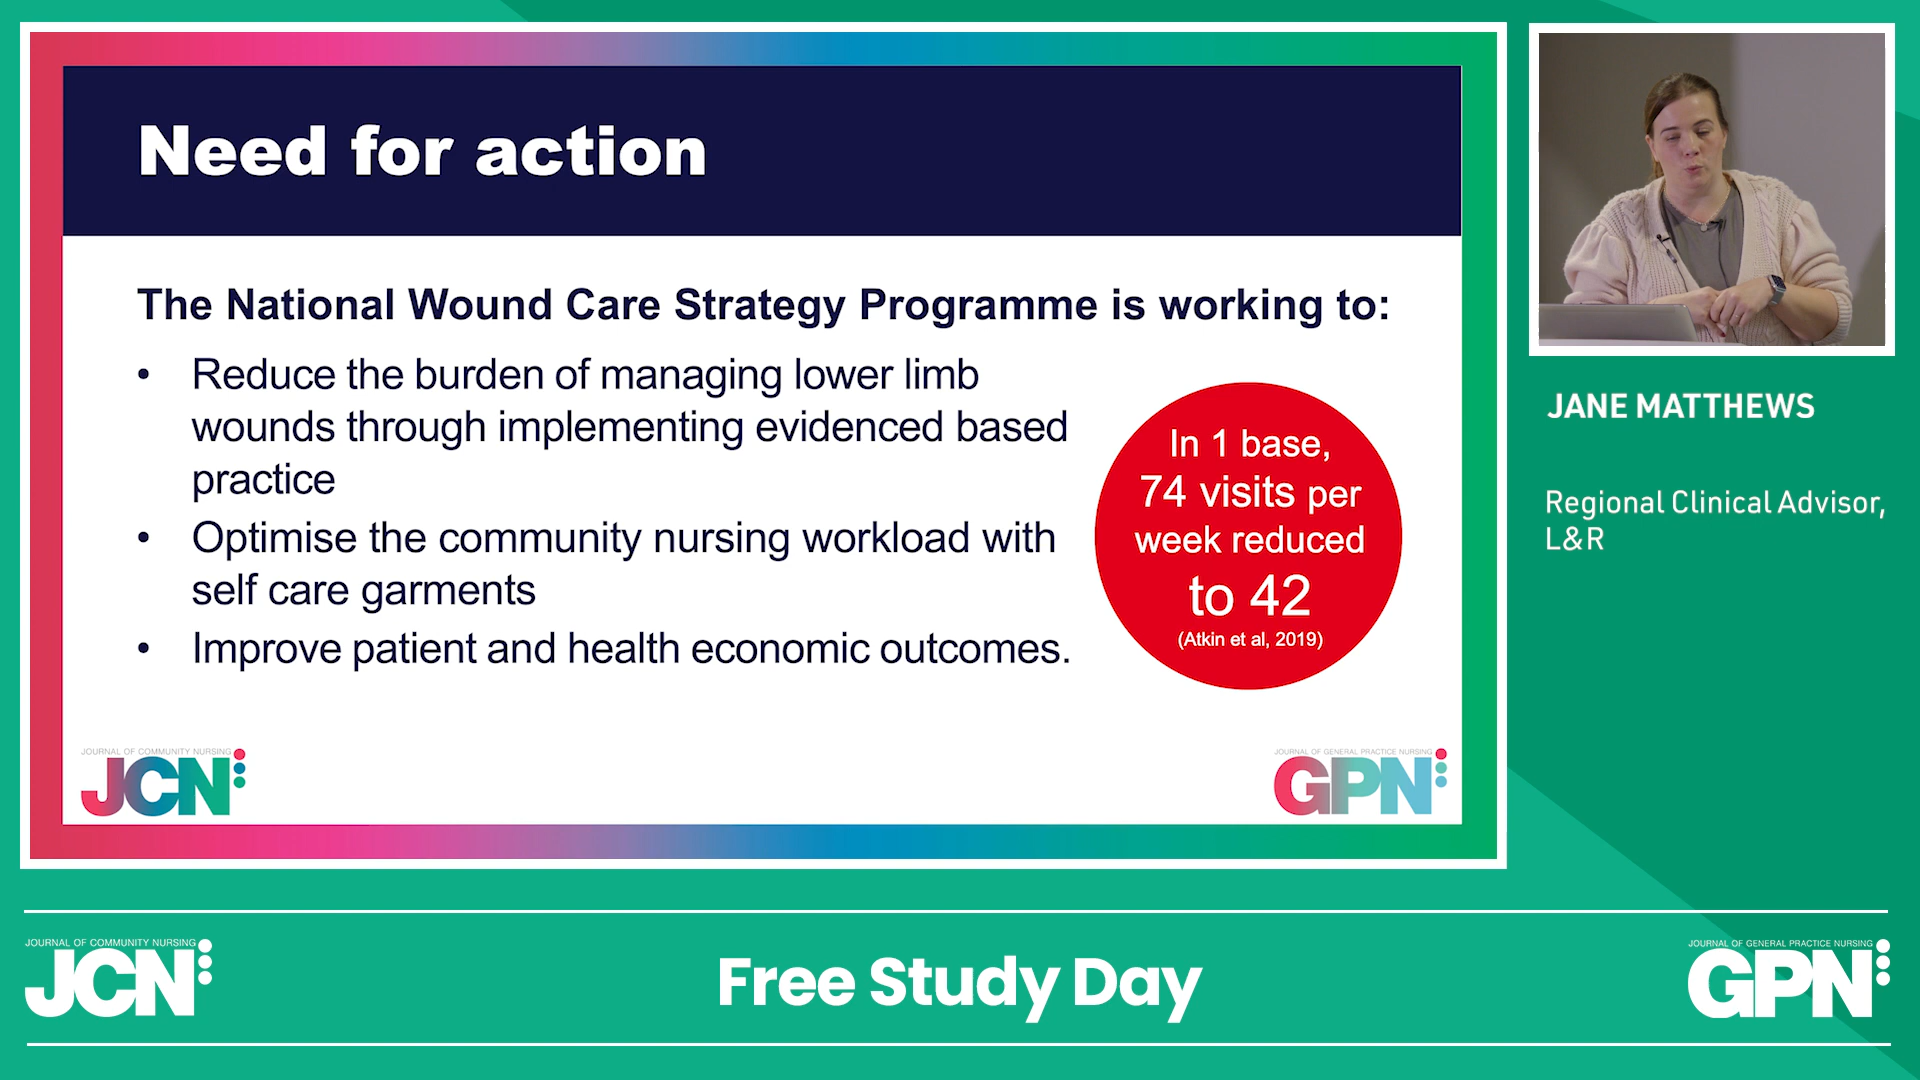 Need for action
The National Wound Care Strategy Programme is working to:
• Reduce the burden of managing lower limb
wounds through implementing evidenced based
practice
• Optimise the community nursing workload with
self care garments
• Improve patient and health economic outcomes.
In 1 base,
74 visits per
week reduced
to 42
(Atkin et al, 2019)
JOURNAL OF COMMUNITY NURSING
JCN
JOURNAL OF GENERAL PRACTICE NURSING
GPN
JANE MATTHEWS
Regional Clinical Advisor,
L&R
JOURNAL OF COMMUNITY NURSING
JCN
Free Study Day
JOURNAL OF GENERAL PRACTICE NURSING
GPN